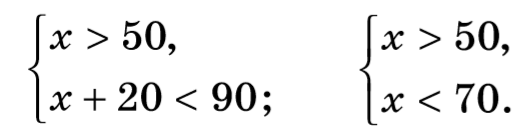 x > 50,
x + 20 < 90;
x > 50,
x < 70.